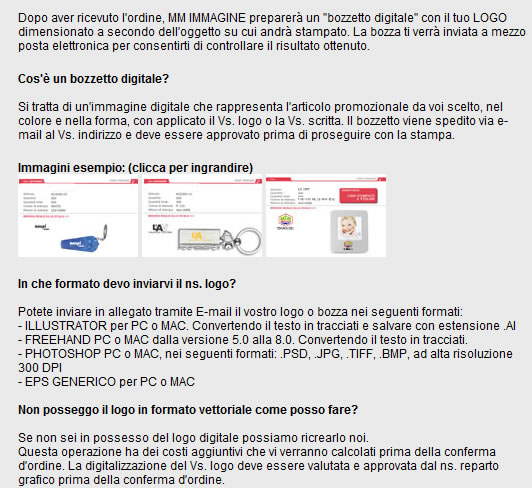 Dopo aver ricevuto l'ordine, MM IMMAGINE preparerà un "bozzetto digitale" con il tuo LOGO
dimensionato a secondo dell'oggetto su cui andrà stampato. La bozza ti verrà inviata a mezzo
posta elettronica per consentirti di controllare il risultato ottenuto.
Cos'è un bozzetto digitale?
Si tratta di un'immagine digitale che rappresenta l'articolo promozionale da voi scelto, nel
colore e nella forma, con applicato il Vs. logo o la Vs. scritta. Il bozzetto viene spedito via e-
mail al Vs. indirizzo e deve essere approvato prima di proseguire con la stampa.
Immagini esempio: (clicca per ingrandire)
In che formato devo inviarvi il ns. logo?
Potete inviare in allegato tramite E-mail il vostro logo o bozza nei seguenti formati:
- ILLUSTRATOR per PC o MAC. Convertendo il testo in tracciati e salvare con estensione .AI
- FREEHAND PC o MAC dalla versione 5.0 alla 8.0. Convertendo il testo in tracciati.
- PHOTOSHOP PC o MAC, nei seguenti formati: .PSD, .JPG, .TIFF, .BMP, ad alta risoluzione
300 DPI
- EPS GENERICO per PC o MAC
Non posseggo il logo in formato vettoriale come posso fare?
Se non sei in possesso del logo digitale possiamo ricrearlo noi.
Questa operazione ha dei costi aggiuntivi che vi verranno calcolati prima della conferma
d'ordine. La digitalizzazione del Vs. logo deve essere valutata e approvata dal ns. reparto
grafico prima della conferma d'ordine.